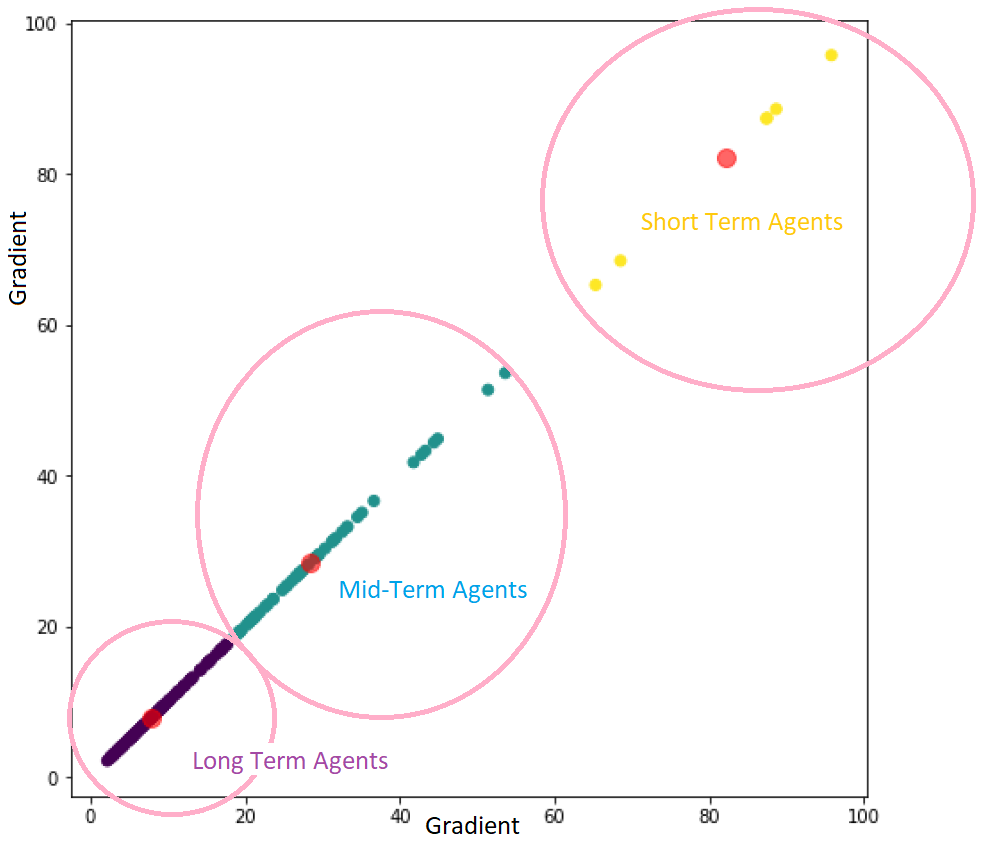 100
80
60
40
20
0
Gradient
Short Term Agents
Mid-Term Agents
Long Term Agents
0 20 40 60 80 100
Gradient